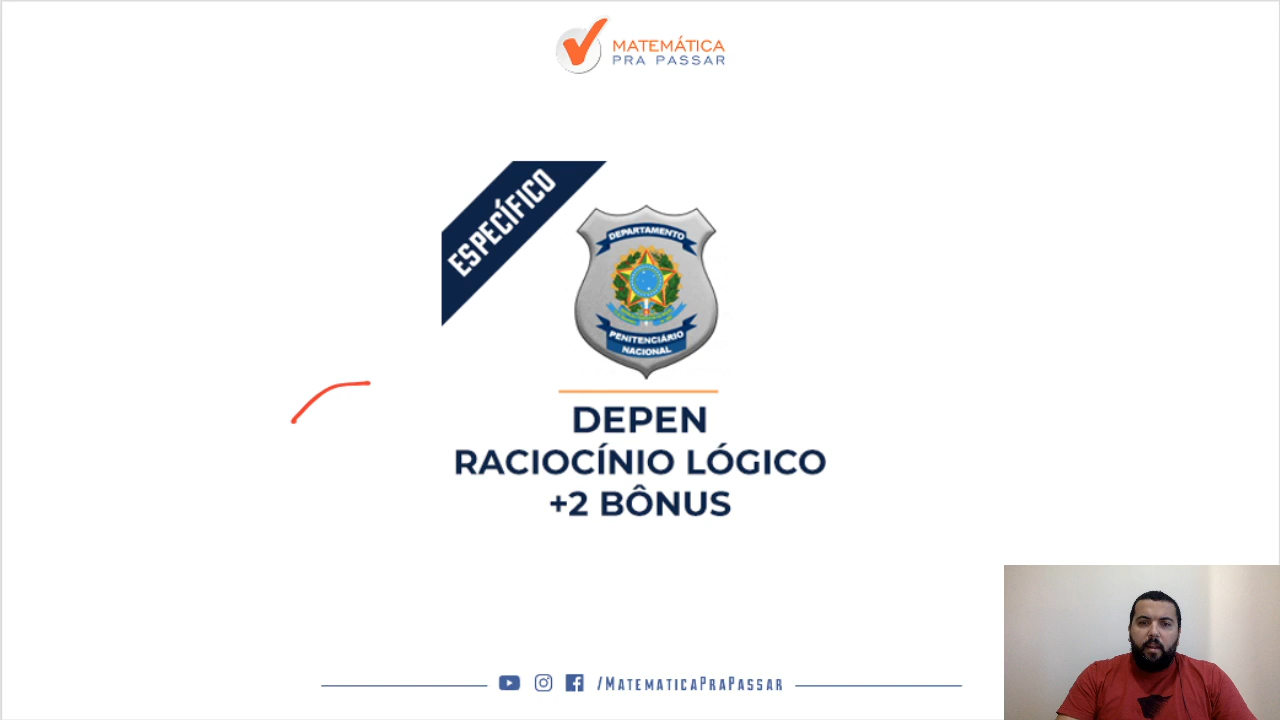 MATEMÁTICA
PRA PASSAR
ESPECÍFICO
DEPARTAMENTO
PENITENCIÁRIO
NACIONAL
DEPEN
RACIOCÍNIO LÓGICO
+2 BÔNUS
/MATEMATICAPRAPASSAR